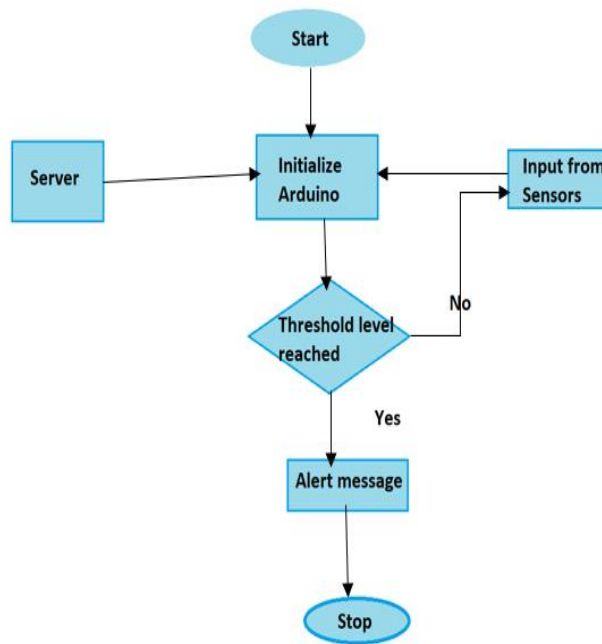 Start
Server
Initialize
Arduino
Input from
Sensors
No
Threshold level
reached
Yes
Alert message
Stop